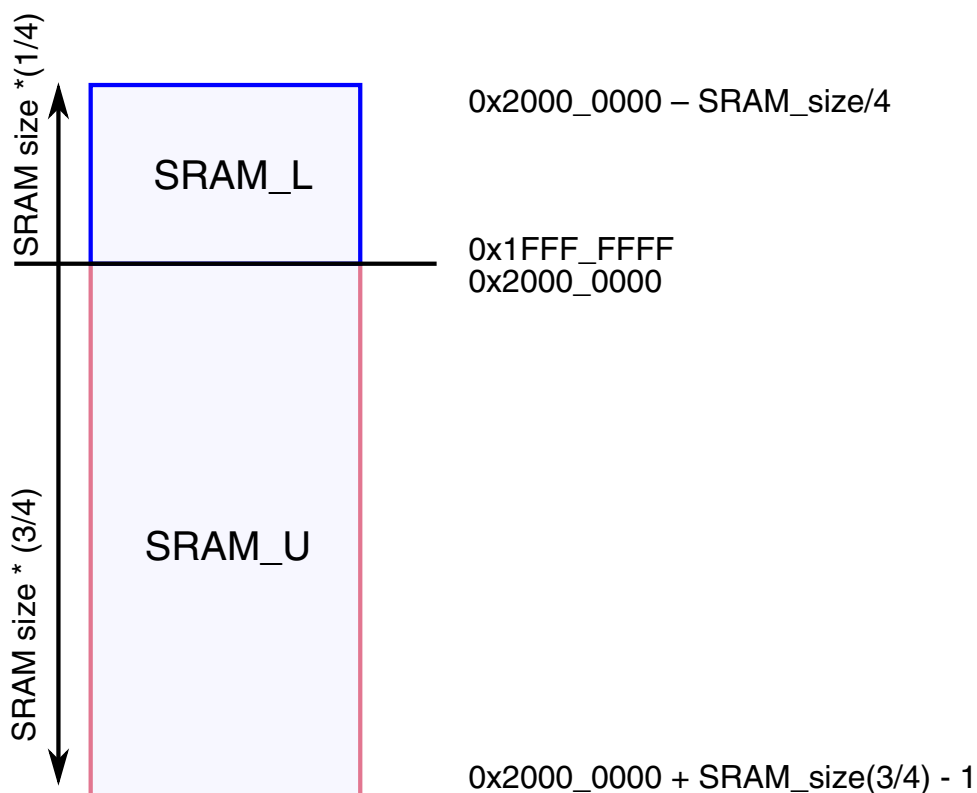 SRAM size *(1/4)
0x2000_0000 – SRAM_size/4
SRAM_L
0x1FFF_FFFF
0x2000_0000
SRAM size * (3/4)
SRAM_U
0x2000_0000 + SRAM_size(3/4) - 1